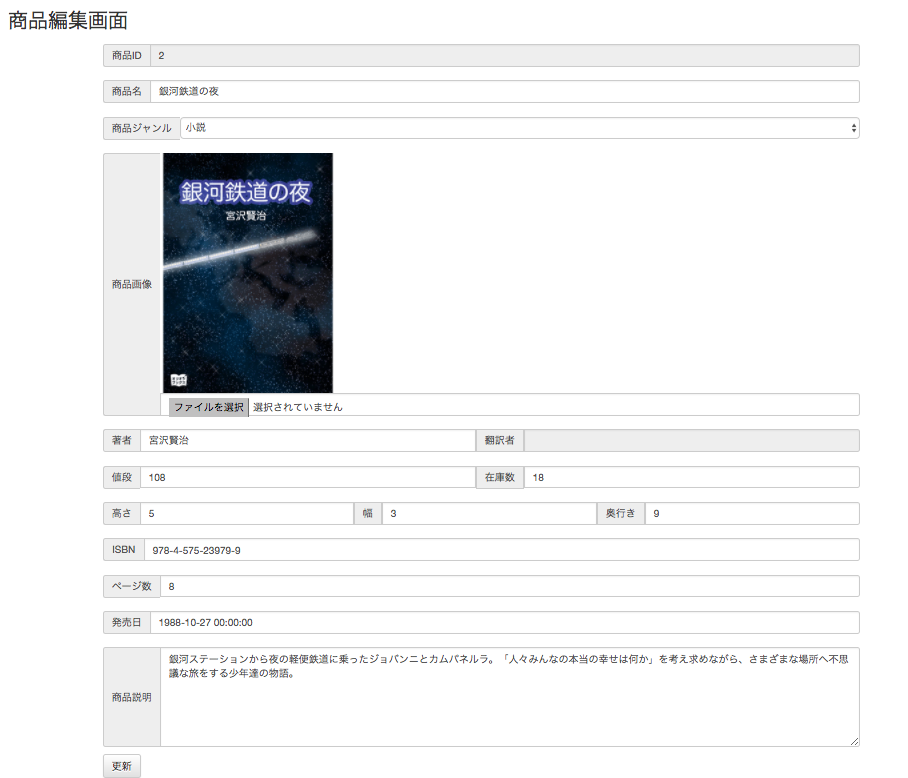 商品編集画面
商品ID 2
商品名 銀河鉄道の夜
商品ジャンル 小説
銀河鉄道の夜
宮沢賢治
商品画像
ファイルを選択 選択されていません
著者 宮沢賢治 翻訳者
値段 108 在庫数 18
高さ 5 幅 3 奥行き 9
ISBN 978-4-575-23979-9
ページ数 8
発売日 1988-10-27 00:00:00
銀河ステーションから夜の軽便鉄道に乗ったジョバンニとカムパネルラ。「人々みんなの本当の幸せは何か」を考え求めながら、さまざまな場所へ不思
議な旅をする少年達の物語。
商品説明
更新